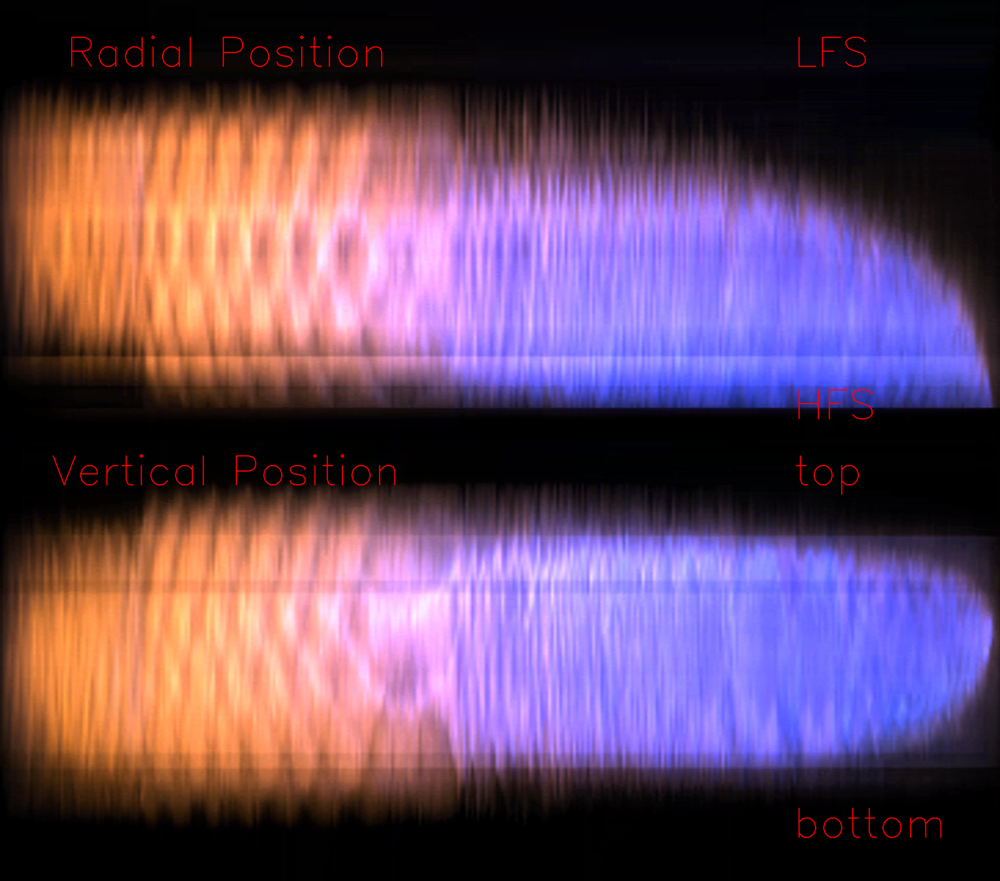 Radial Position LFS
HFS
Vertical Position top
bottom